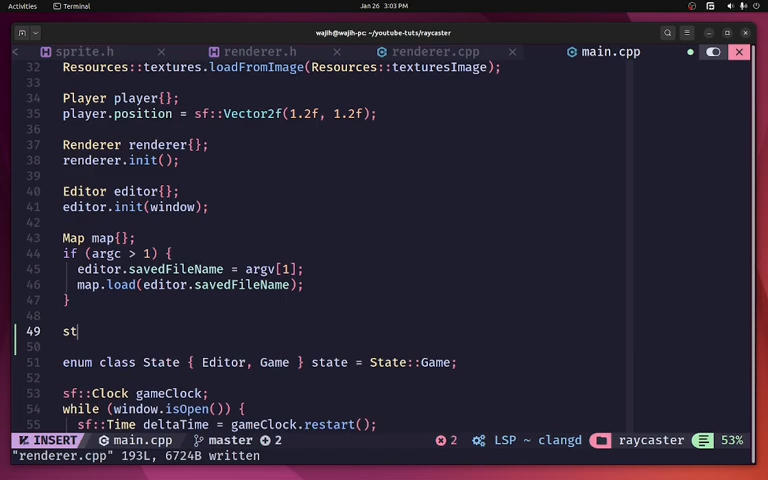 Activities Terminal Jan 26 3:03 PM
wajih@wajih-pc: ~/youtube-tuts/raycaster
< sprite.h × renderer.h × renderer.cpp × main.cpp
32 Resources::textures.loadFromImage(Resources::texturesImage);
33
34 Player player{};
35 player.position = sf::Vector2f(1.2f, 1.2f);
36
37 Renderer renderer{};
38 renderer.init();
39
40 Editor editor{};
41 editor.init(window);
42
43 Map map{};
44 if (argc > 1) {
45 editor.savedFileName = argv[1];
46 map.load(editor.savedFileName);
47 }
48
49 st
50
51 enum class State { Editor, Game } state = State::Game;
52
53 sf::Clock gameClock;
54 while (window.isOpen()) {
55 sf::Time deltaTime = gameClock.restart();
INSERT main.cpp master 2 2 LSP ~ clangd raycaster 53%
"renderer.cpp" 193L, 6724B written